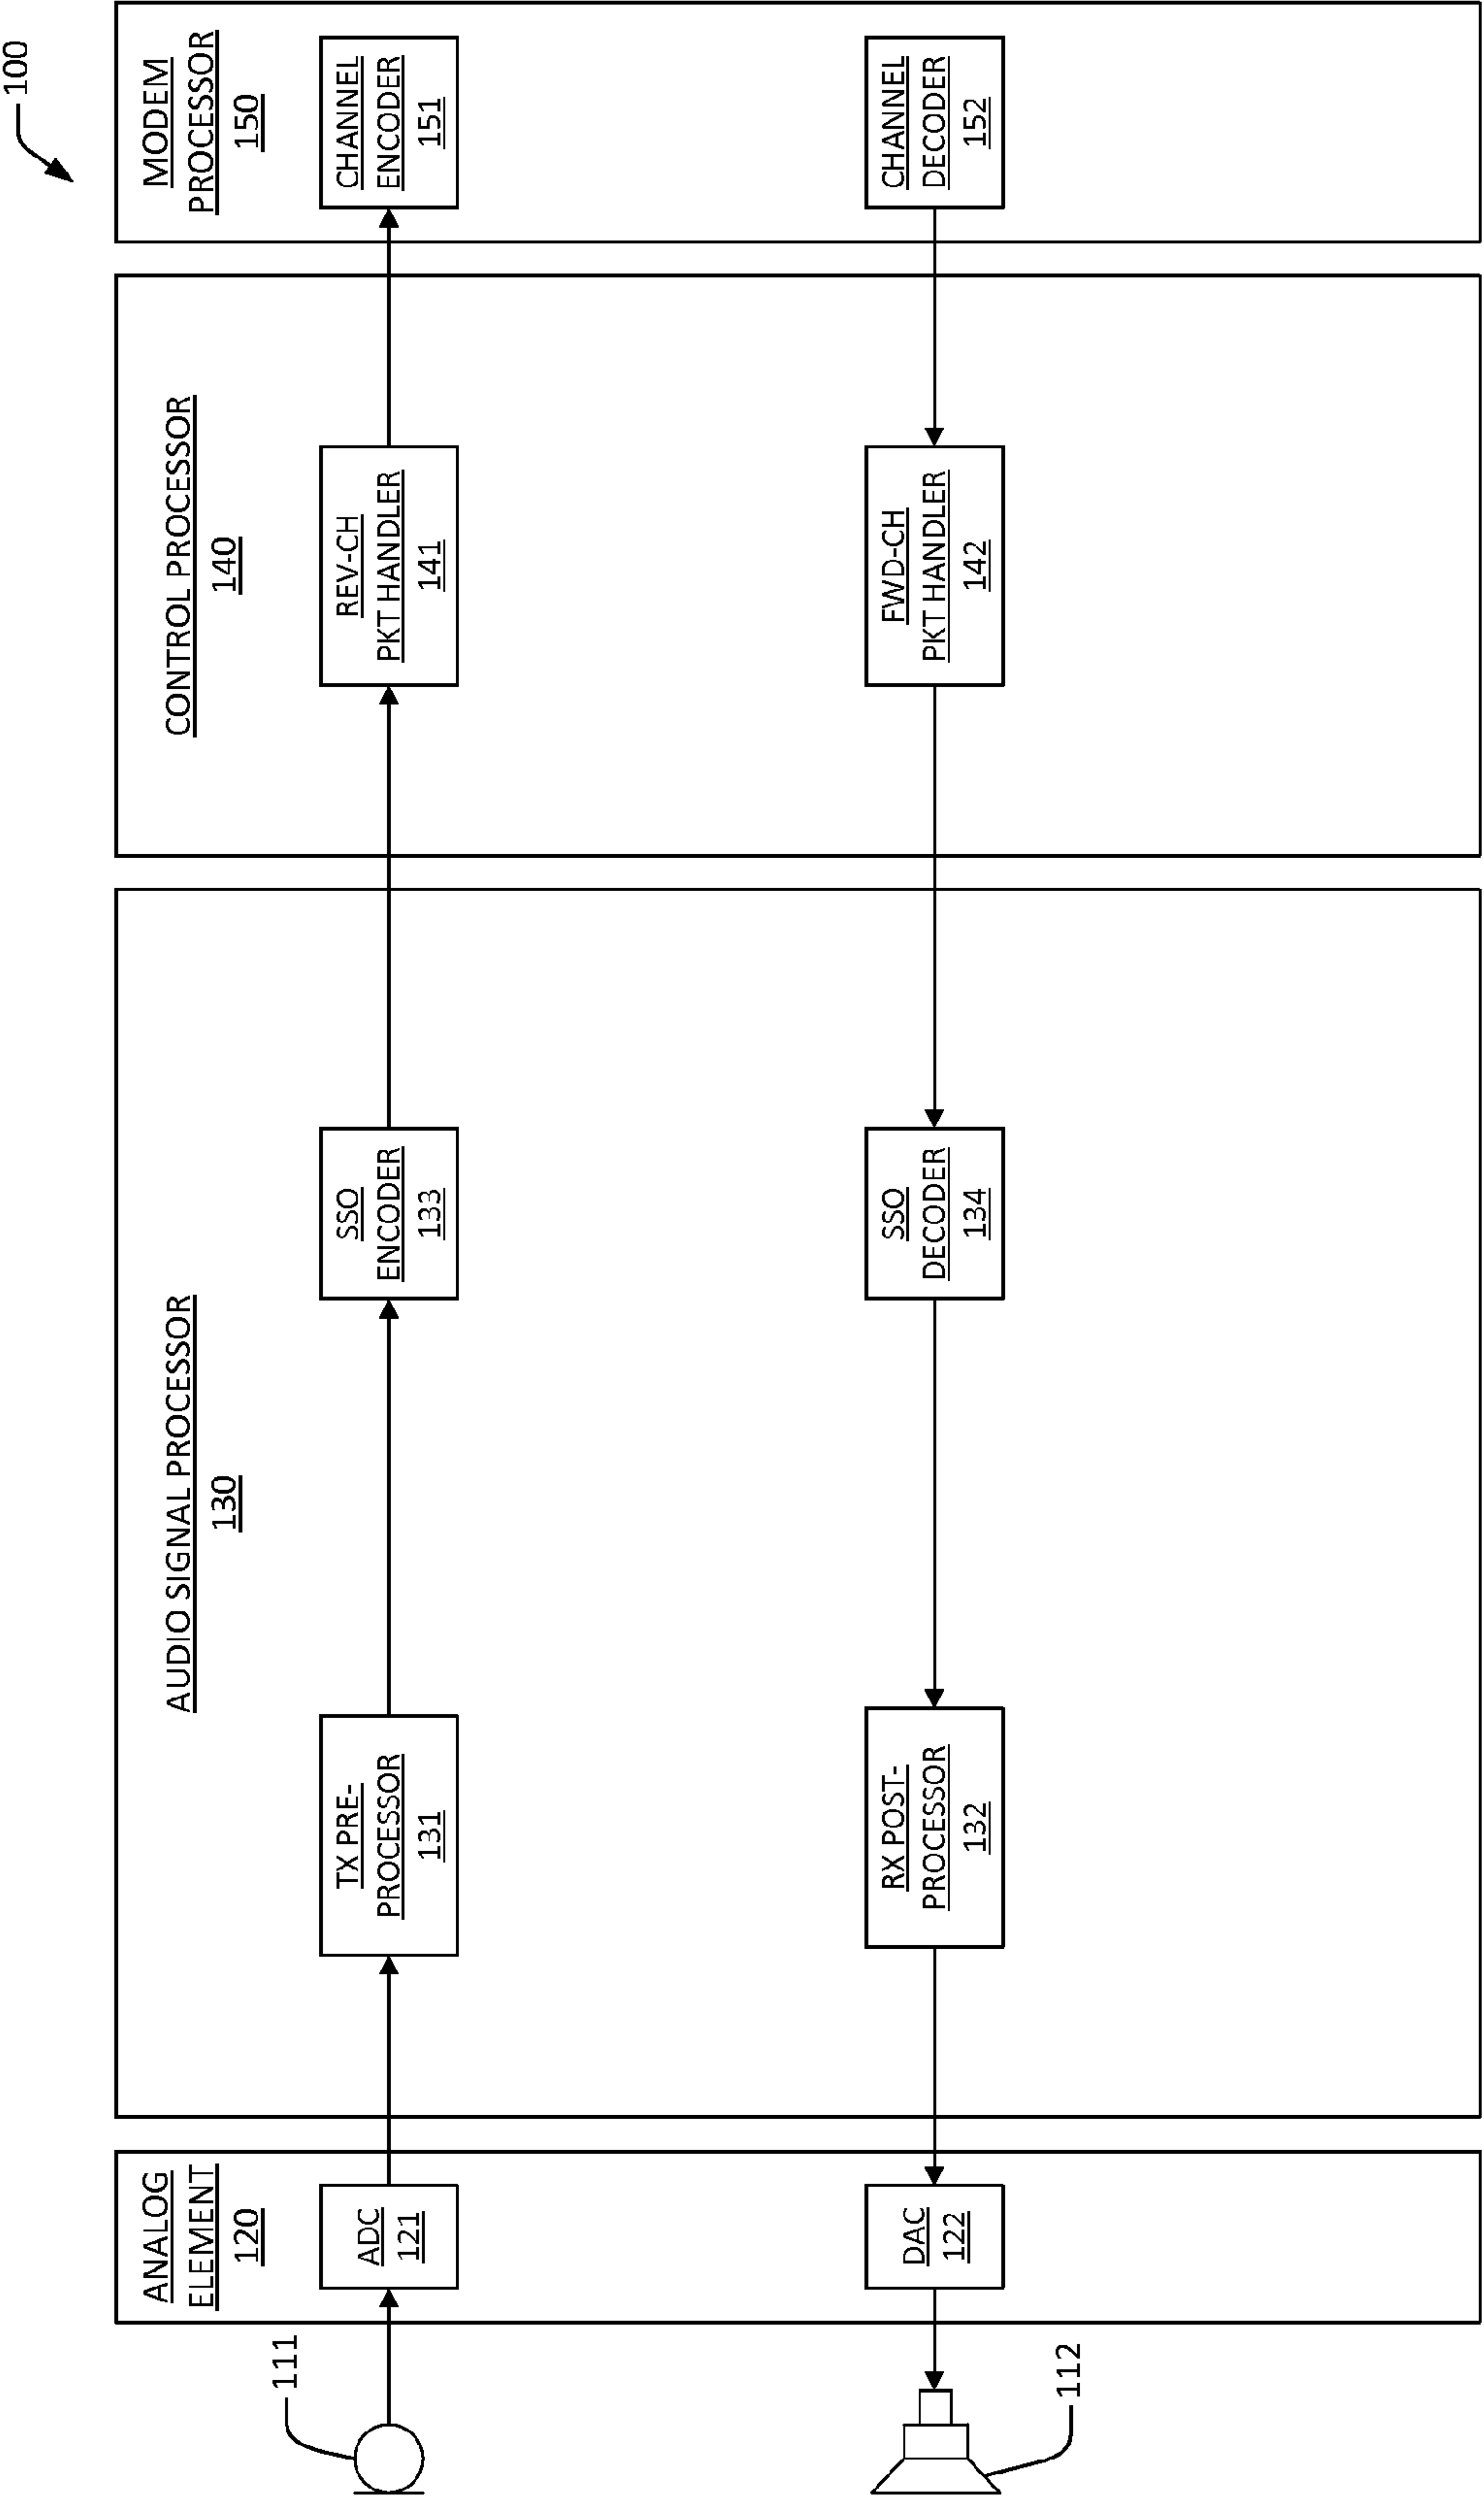 100
ANALOG
ELEMENT
120
AUDIO SIGNAL PROCESSOR
130
CONTROL PROCESSOR
140
MODEM
PROCESSOR
150
111
ADC
121
TX PRE-
PROCESSOR
131
SSO
ENCODER
133
REV-CH
PKT HANDLER
141
CHANNEL
ENCODER
151
DAC
122
RX POST-
PROCESSOR
132
SSO
DECODER
134
FWD-CH
PKT HANDLER
142
CHANNEL
DECODER
152
112